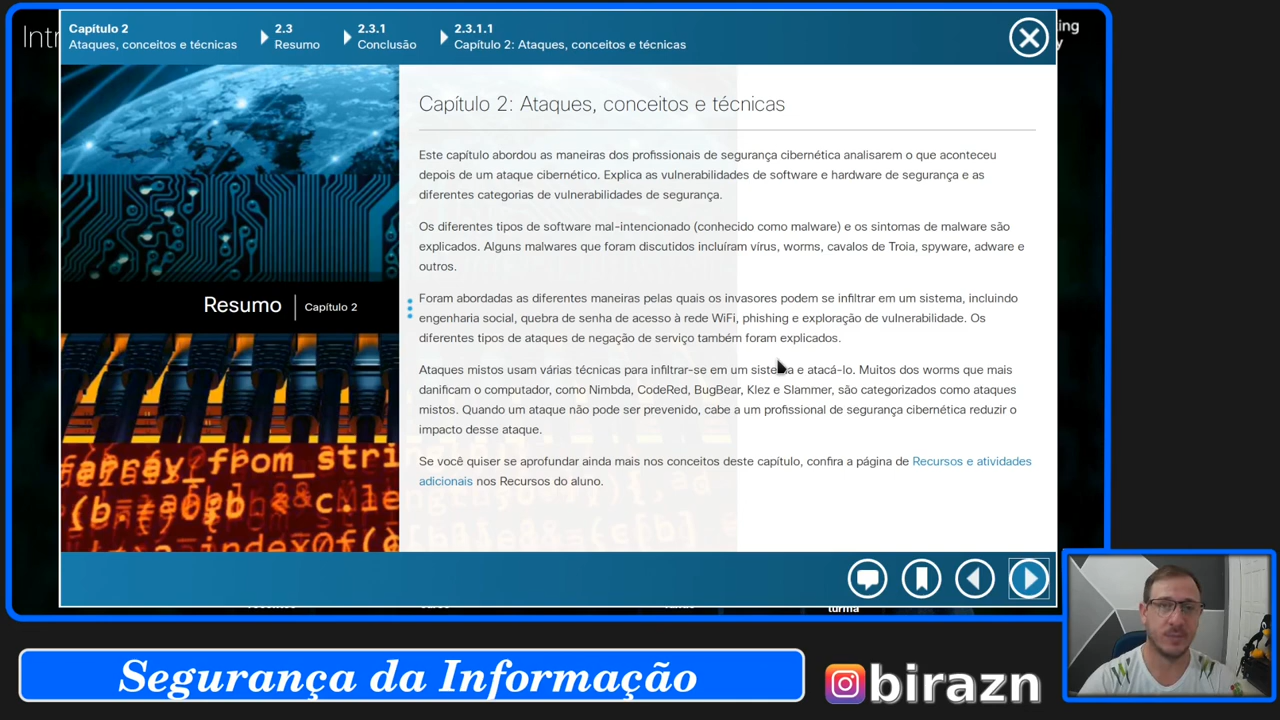 Intr
king
y
Capítulo 2
Ataques, conceitos e técnicas
2.3
Resumo
2.3.1
Conclusão
2.3.1.1
Capítulo 2: Ataques, conceitos e técnicas
Capítulo 2: Ataques, conceitos e técnicas
Este capítulo abordou as maneiras dos profissionais de segurança cibernética analisarem o que aconteceu
depois de um ataque cibernético. Explica as vulnerabilidades de software e hardware de segurança e as
diferentes categorias de vulnerabilidades de segurança.
Os diferentes tipos de software mal-intencionado (conhecido como malware) e os sintomas de malware são
explicados. Alguns malwares que foram discutidos incluíram vírus, worms, cavalos de Troia, spyware, adware e
outros.
Foram abordadas as diferentes maneiras pelas quais os invasores podem se infiltrar em um sistema, incluindo
engenharia social, quebra de senha de acesso à rede WiFi, phishing e exploração de vulnerabilidade. Os
diferentes tipos de ataques de negação de serviço também foram explicados.
Ataques mistos usam várias técnicas para infiltrar-se em um sistema e atacá-lo. Muitos dos worms que mais
danificam o computador, como Nimbda, CodeRed, BugBear, Klez e Slammer, são categorizados como ataques
mistos. Quando um ataque não pode ser prevenido, cabe a um profissional de segurança cibernética reduzir o
impacto desse ataque.
Se você quiser se aprofundar ainda mais nos conceitos deste capítulo, confira a página de Recursos e atividades
adicionais nos Recursos do aluno.
Resumo
Capítulo 2
array_from_stri
turma
Segurança da Informação
birazn